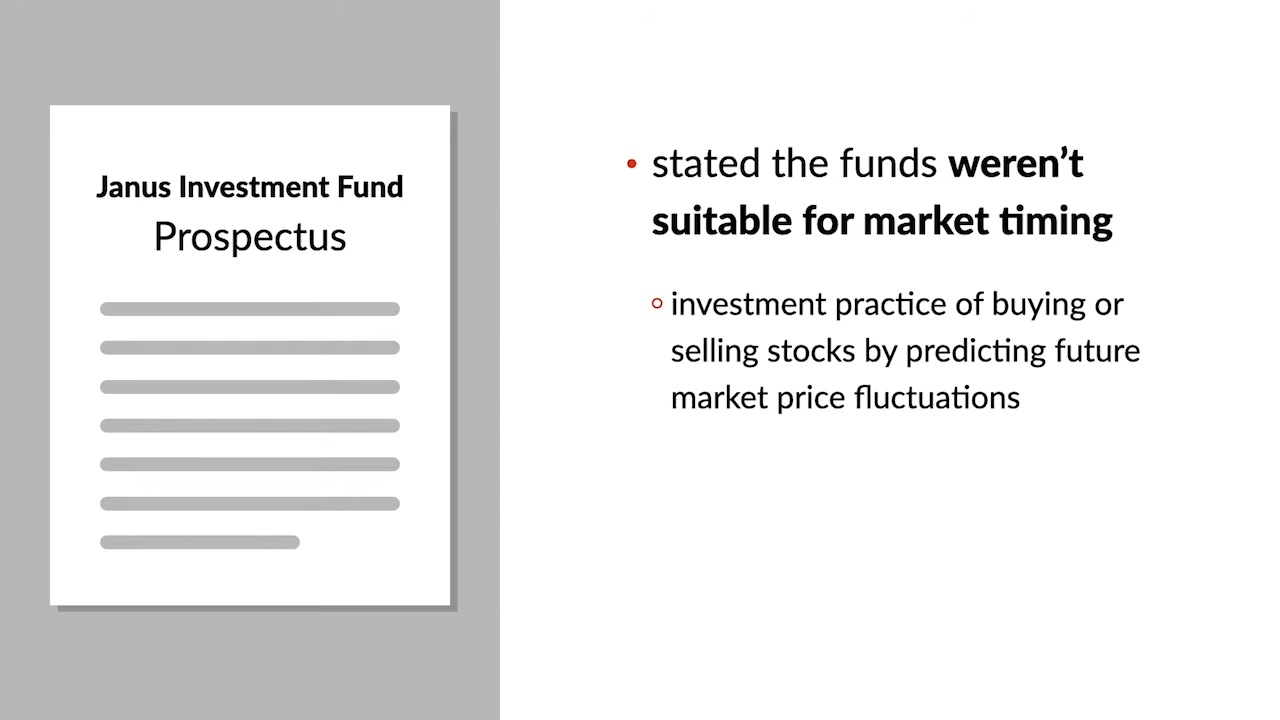 Janus Investment Fund
Prospectus
• stated the funds weren’t
suitable for market timing
○ investment practice of buying or
selling stocks by predicting future
market price fluctuations